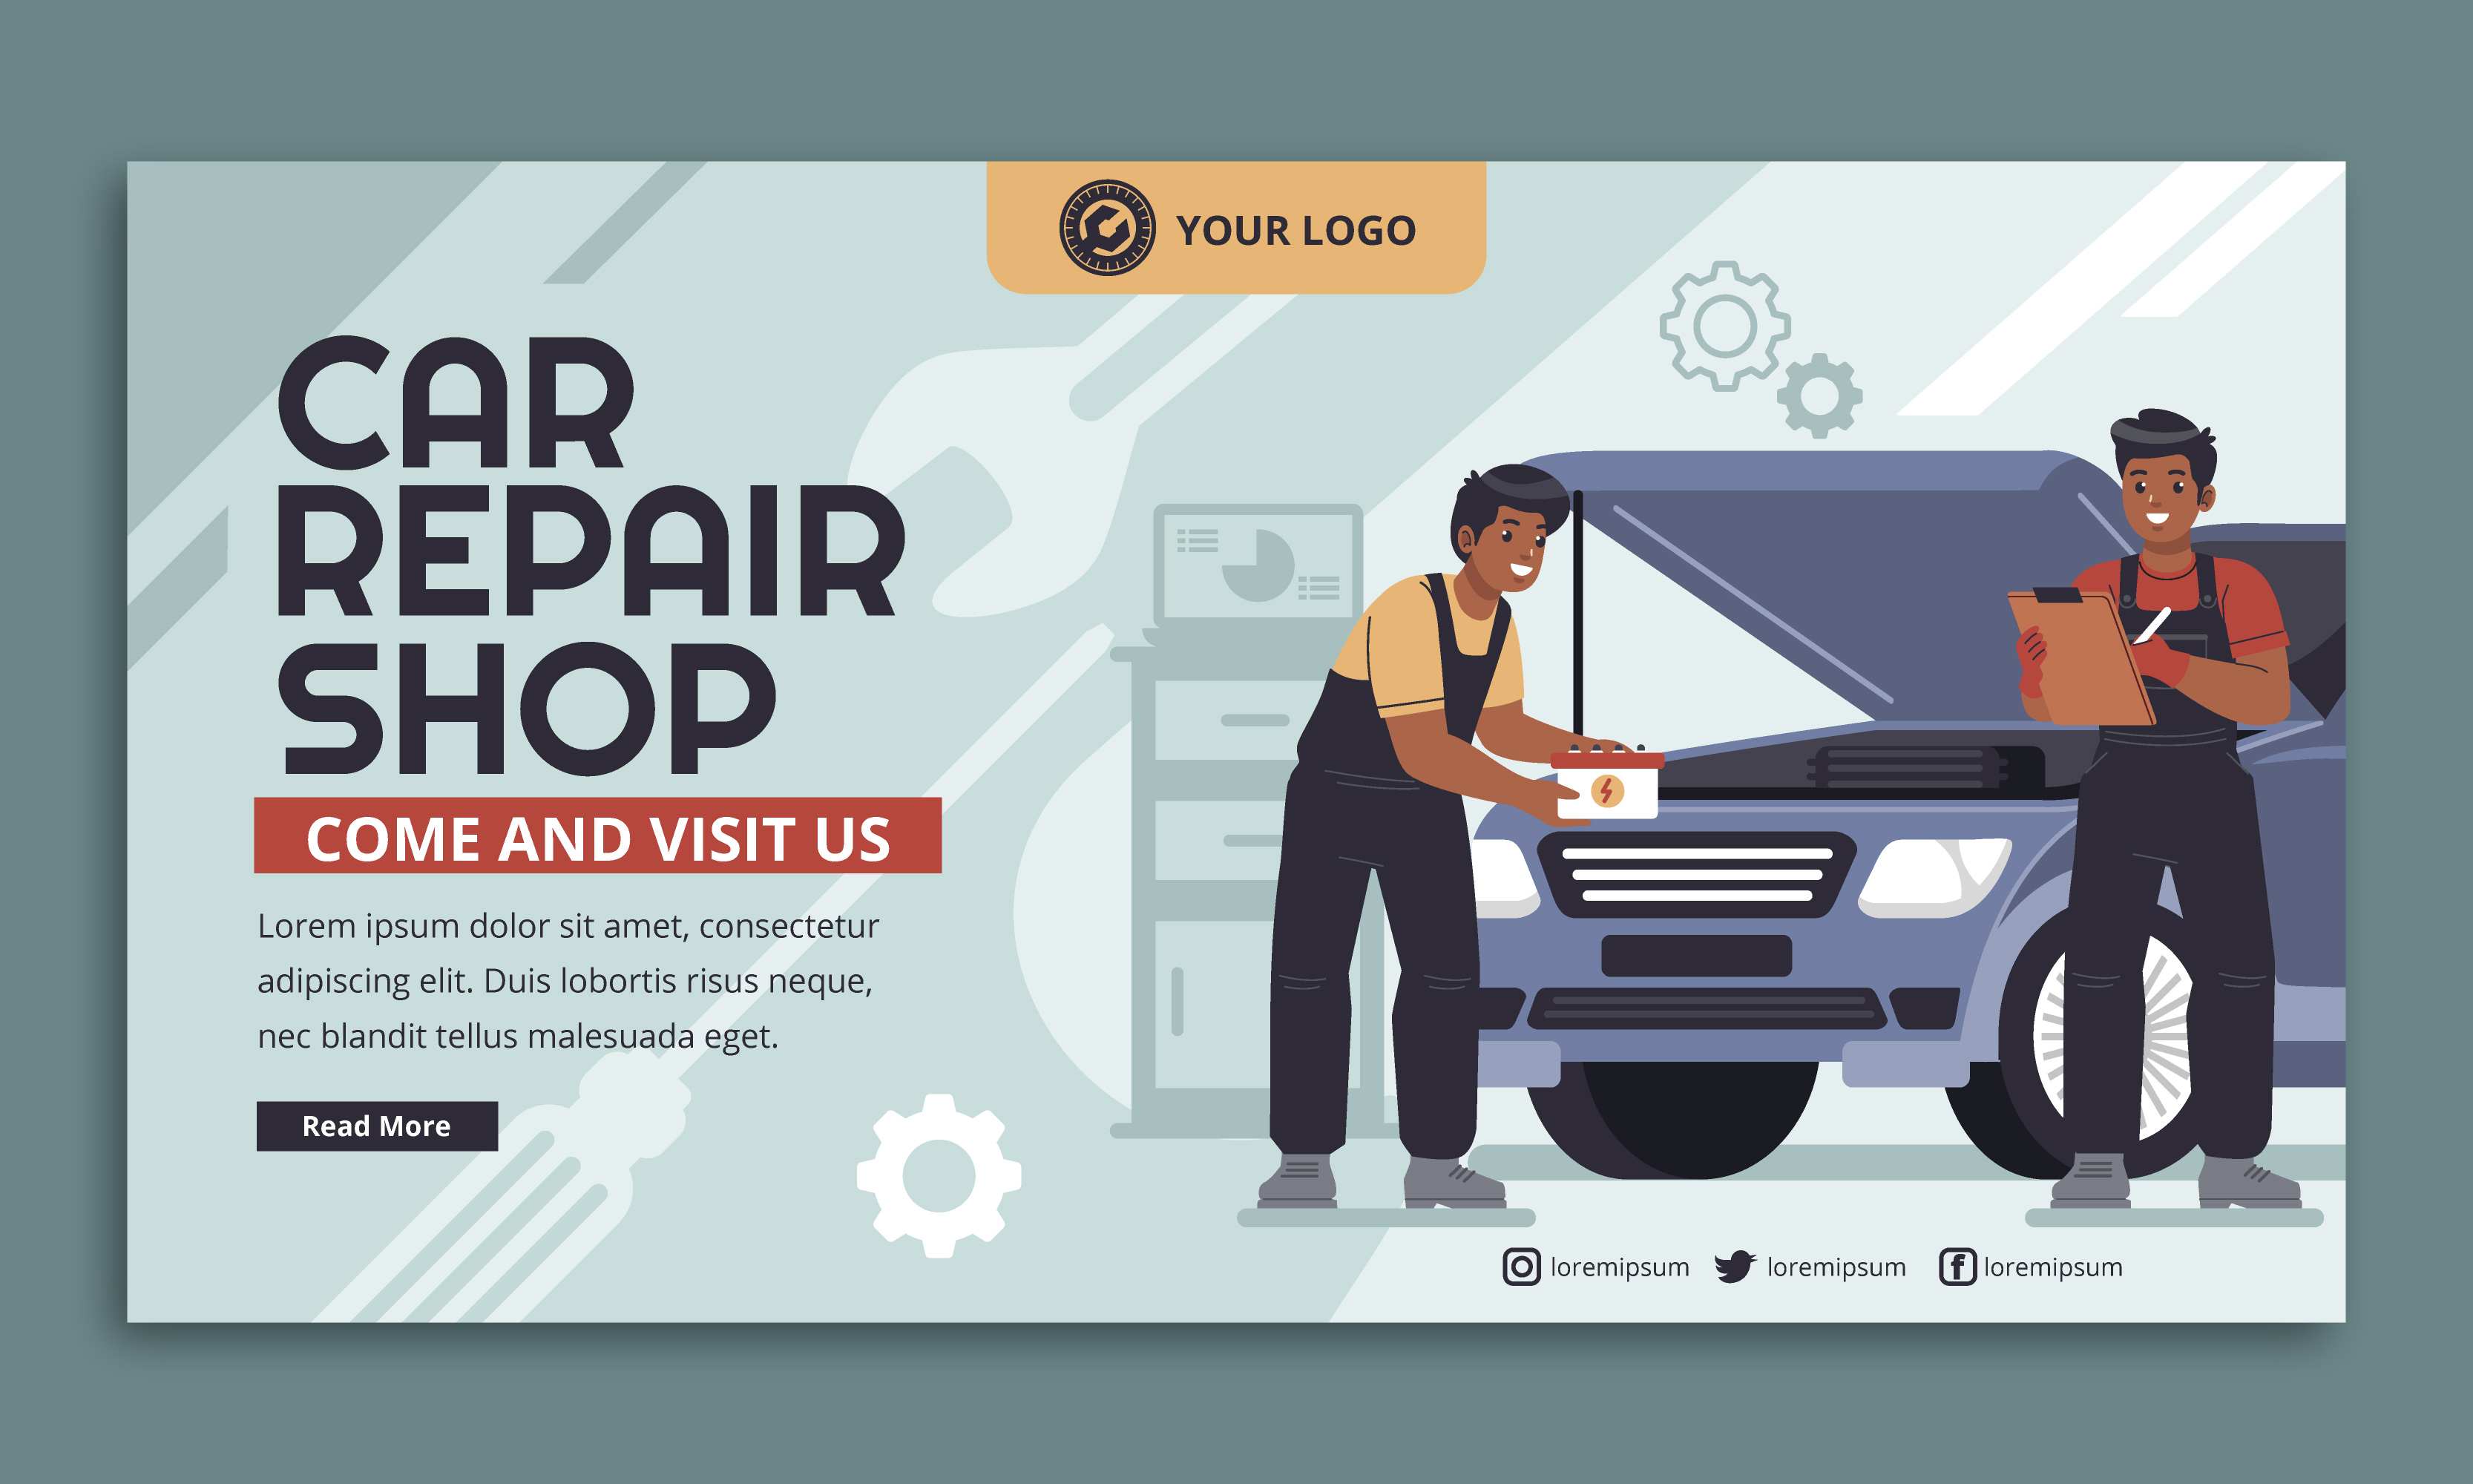 YOUR LOGO
CAR
REPAIR
SHOP
COME AND VISIT US
Lorem ipsum dolor sit amet, consectetur
adipiscing elit. Duis lobortis risus neque,
nec blandit tellus malesuada eget.
Read More
loremipsum loremipsum loremipsum